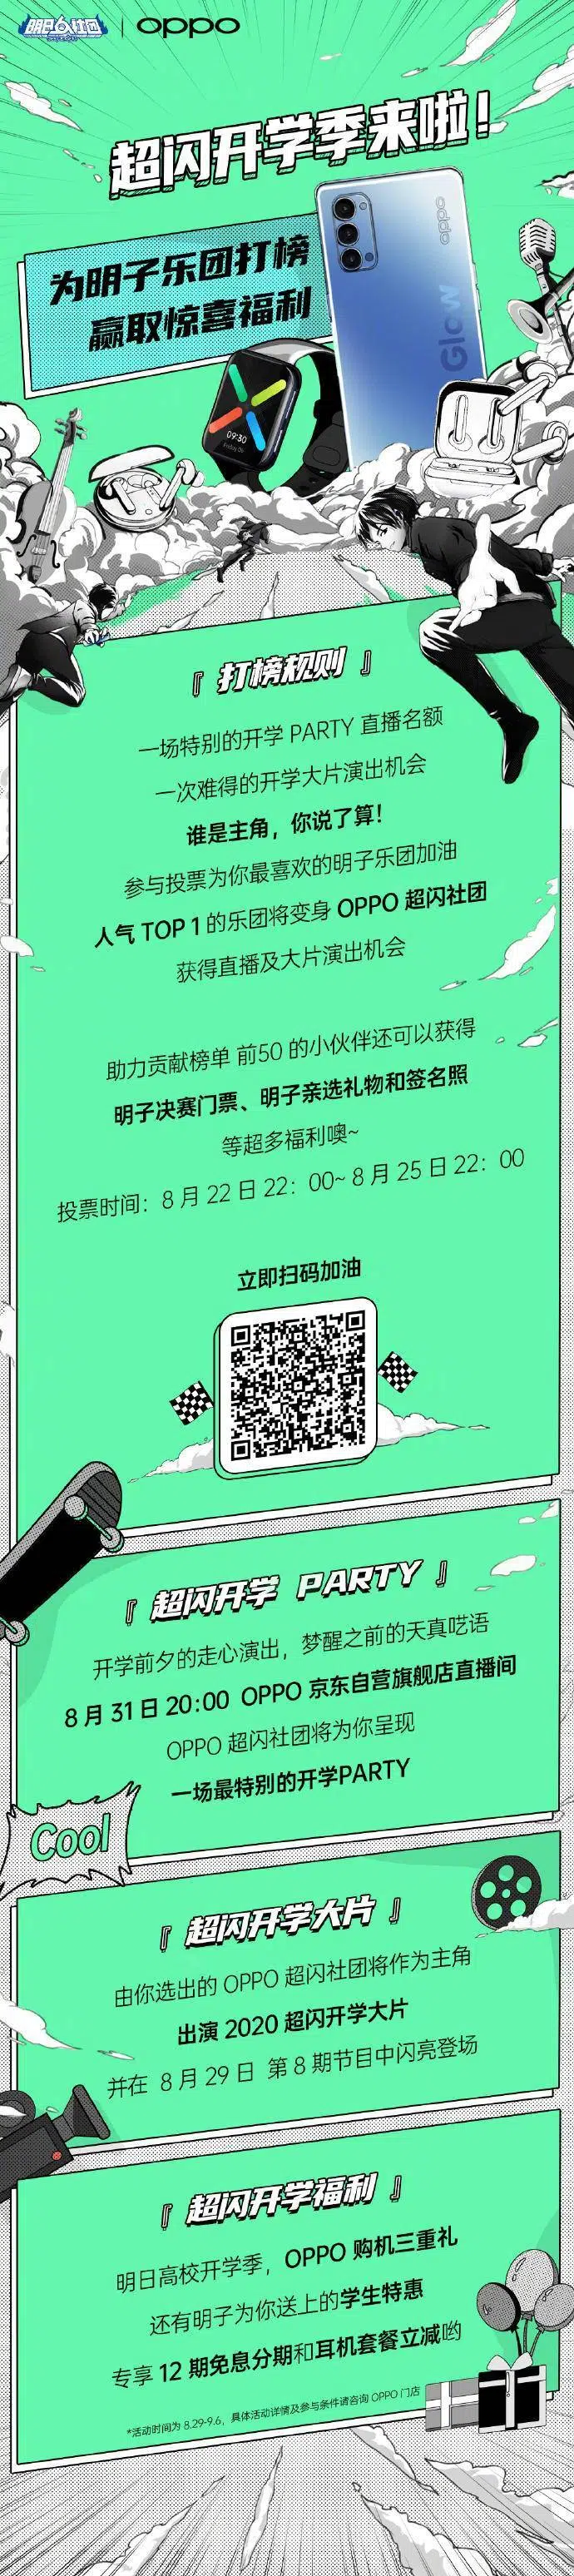 明日之子乐团
oppo
超闪开学季来啦！
为明子乐团打榜
赢取惊喜福利
oppo
Glow
09:30
『 打榜规则 』
一场特别的开学 PARTY 直播名额
一次难得的开学大片演出机会
谁是主角，你说了算！
参与投票为你最喜欢的明子乐团加油
人气 TOP 1 的乐团将变身 OPPO 超闪社团
获得直播及大片演出机会
助力贡献榜单 前50 的小伙伴还可以获得
明子决赛门票、明子亲选礼物和签名照
等超多福利噢~
投票时间：8 月 22 日 22：00~ 8 月 25 日 22：00
立即扫码加油
『 超闪开学 PARTY 』
开学前夕的走心演出，梦醒之前的天真呓语
8 月 31 日 20:00 OPPO 京东自营旗舰店直播间
OPPO 超闪社团将为你呈现
一场最特别的开学PARTY
Cool
『 超闪开学大片 』
由你选出的 OPPO 超闪社团将作为主角
出演 2020 超闪开学大片
并在 8 月 29 日 第 8 期节目中闪亮登场
『 超闪开学福利 』
明日高校开学季，OPPO 购机三重礼
还有明子为你送上的学生特惠
专享 12 期免息分期和耳机套餐立减哟
*活动时间为 8.29-9.6，具体活动详情及参与条件请咨询 OPPO 门店